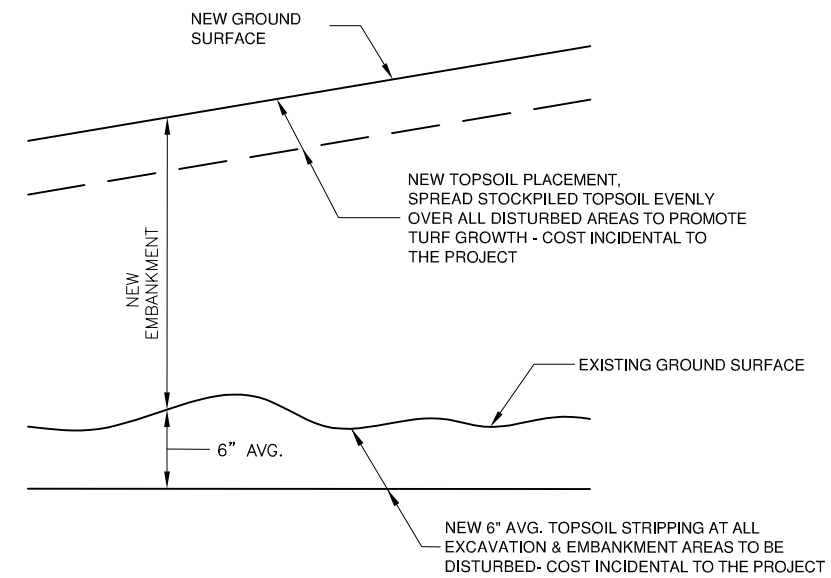 NEW GROUND
SURFACE
NEW TOPSOIL PLACEMENT,
SPREAD STOCKPILED TOPSOIL EVENLY
OVER ALL DISTURBED AREAS TO PROMOTE
TURF GROWTH - COST INCIDENTAL TO
THE PROJECT
NEW
EMBANKMENT
EXISTING GROUND SURFACE
6" AVG.
NEW 6" AVG. TOPSOIL STRIPPING AT ALL
EXCAVATION & EMBANKMENT AREAS TO BE
DISTURBED- COST INCIDENTAL TO THE PROJECT